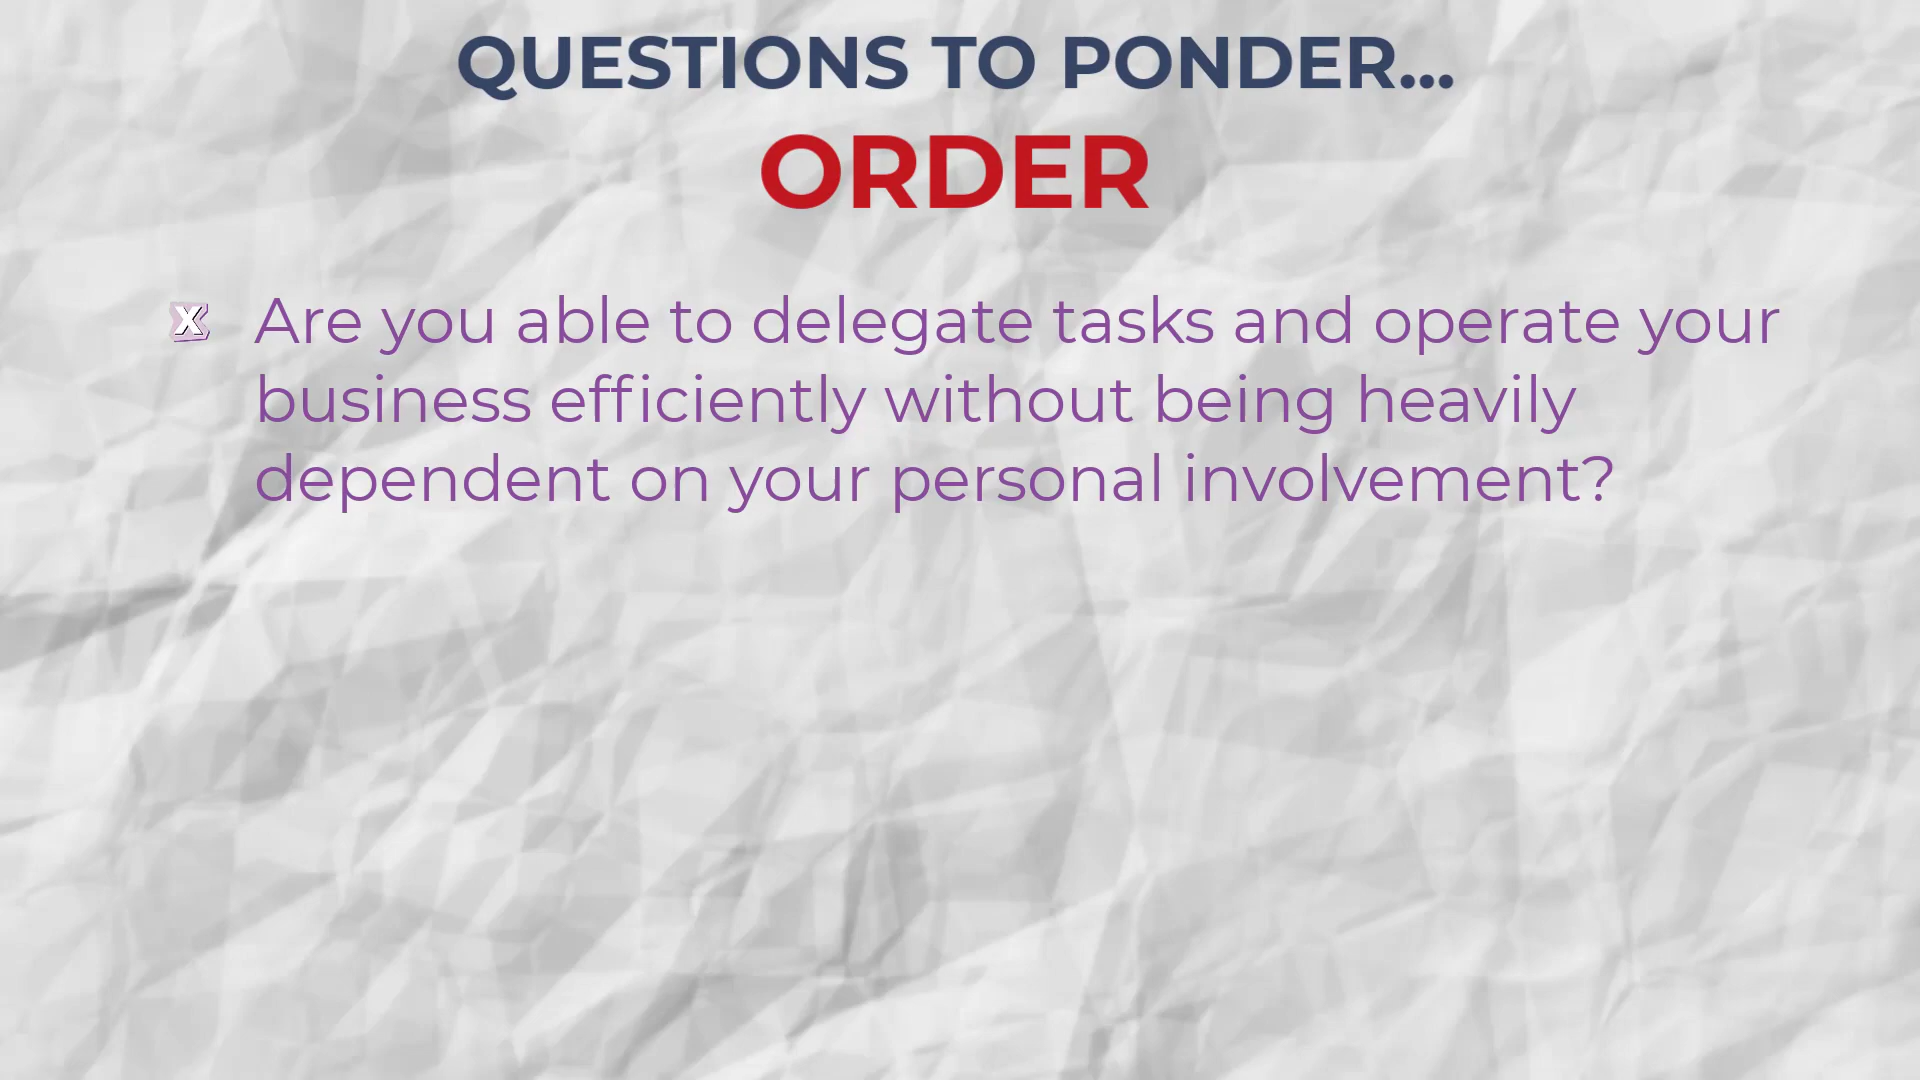 QUESTIONS TO PONDER...
ORDER
X Are you able to delegate tasks and operate your
business efficiently without being heavily
dependent on your personal involvement?